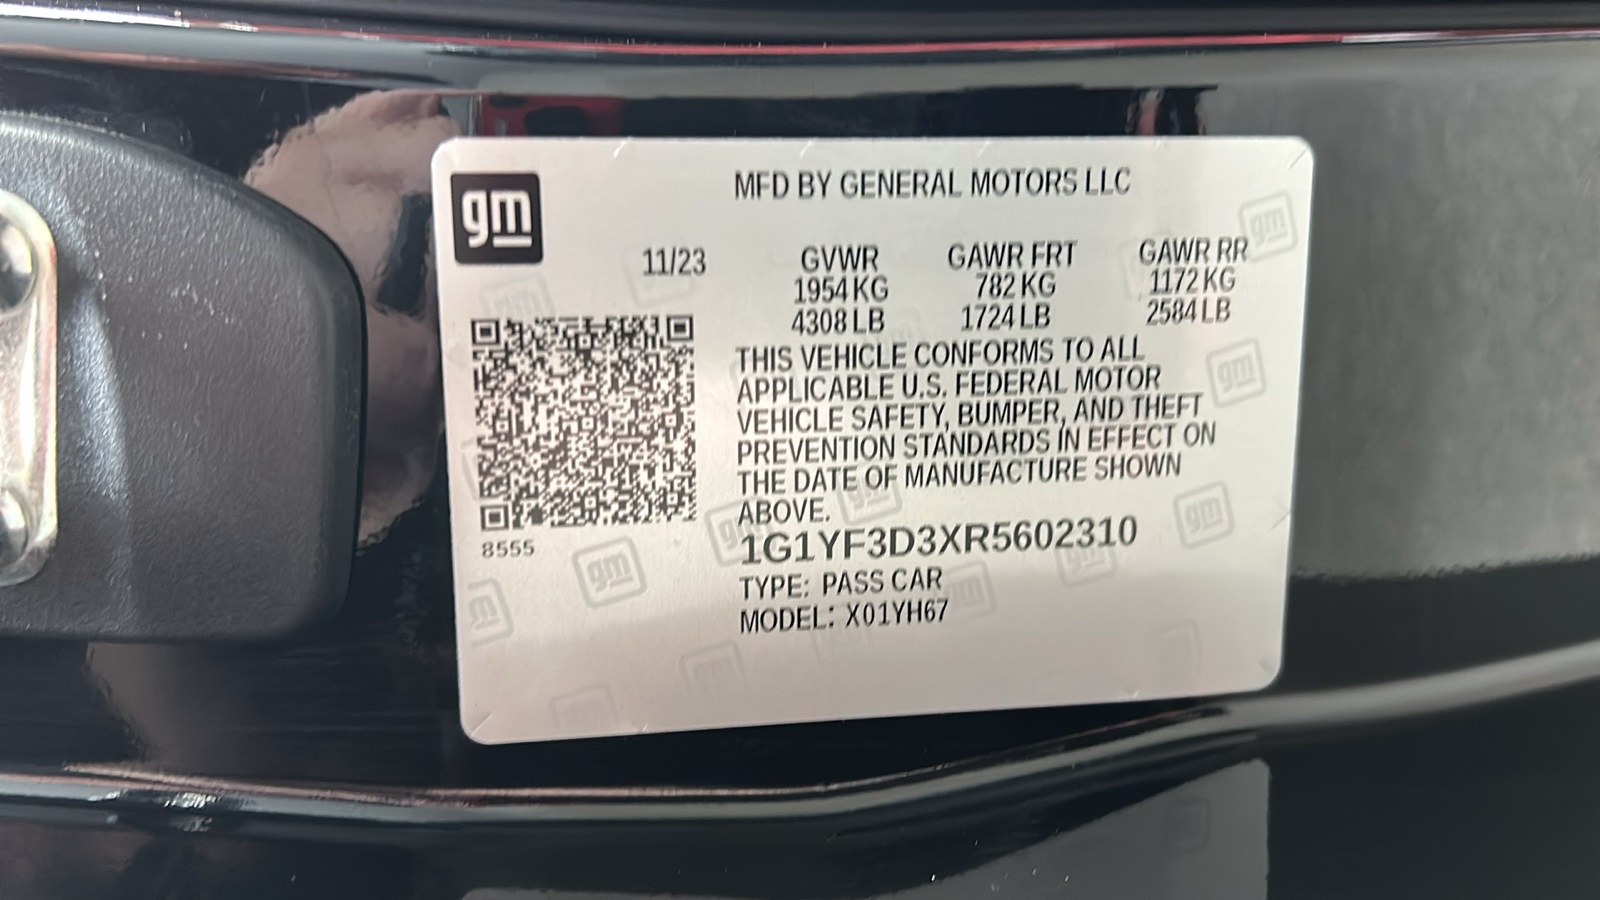 gm
MFD BY GENERAL MOTORS LLC
11/23 GVWR GAWR FRT GAWR RR
1954 KG 782 KG 1172 KG
4308 LB 1724 LB 2584 LB
THIS VEHICLE CONFORMS TO ALL
APPLICABLE U.S. FEDERAL MOTOR
VEHICLE SAFETY, BUMPER, AND THEFT
PREVENTION STANDARDS IN EFFECT ON
THE DATE OF MANUFACTURE SHOWN
ABOVE.
8555
1G1YF3D3XR5602310
TYPE: PASS CAR
MODEL: X01YH67